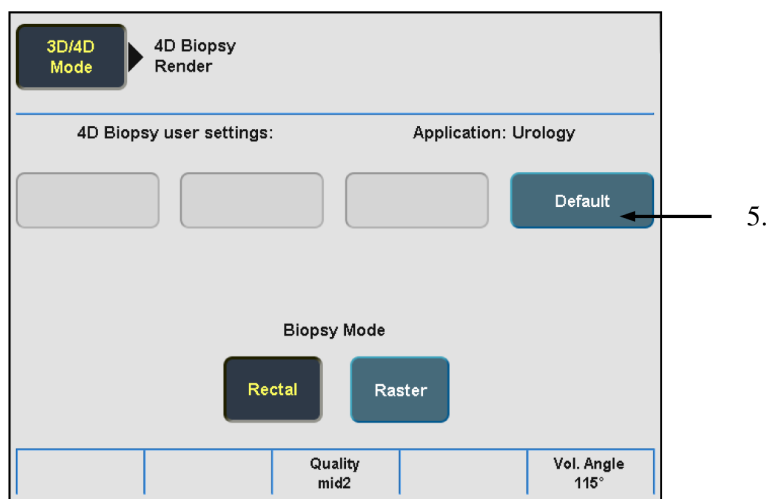 3D/4D
Mode
4D Biopsy
Render
4D Biopsy user settings:
Application: Urology
Default
5.
Biopsy Mode
Rectal
Raster
Quality
mid2
Vol. Angle
115°